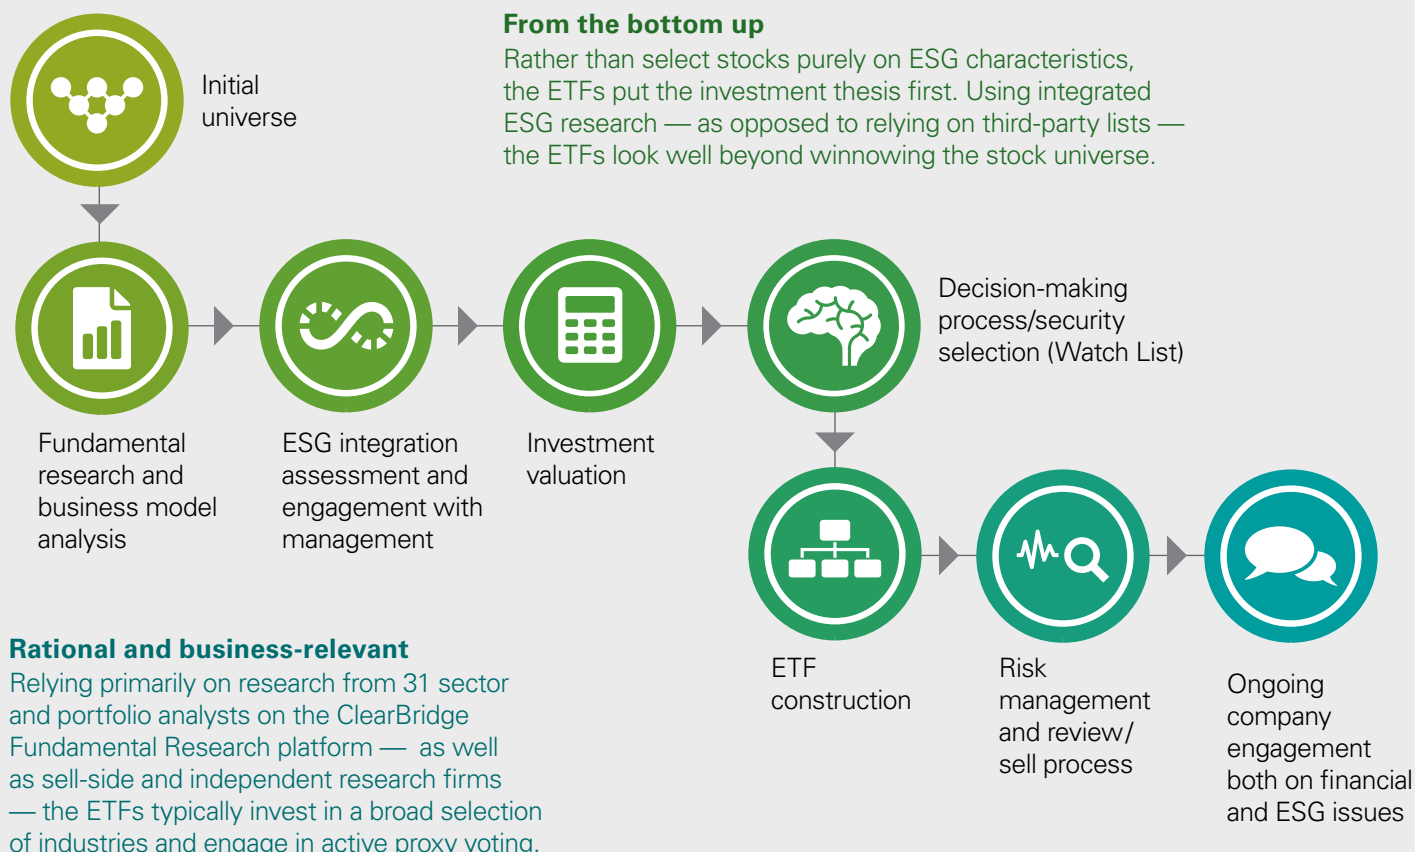 From the bottom up
Rather than select stocks purely on ESG characteristics,
the ETFs put the investment thesis first. Using integrated
ESG research — as opposed to relying on third-party lists —
the ETFs look well beyond winnowing the stock universe.
Initial
universe
Decision-making
process/security
selection (Watch List)
Fundamental
research and
business model
analysis
ESG integration
assessment and
engagement with
management
Investment
valuation
Rational and business-relevant
Relying primarily on research from 31 sector
and portfolio analysts on the ClearBridge
Fundamental Research platform — as well
as sell-side and independent research firms
— the ETFs typically invest in a broad selection
of industries and engage in active proxy voting.
ETF
construction
Risk
management
and review/
sell process
Ongoing
company
engagement
both on financial
and ESG issues